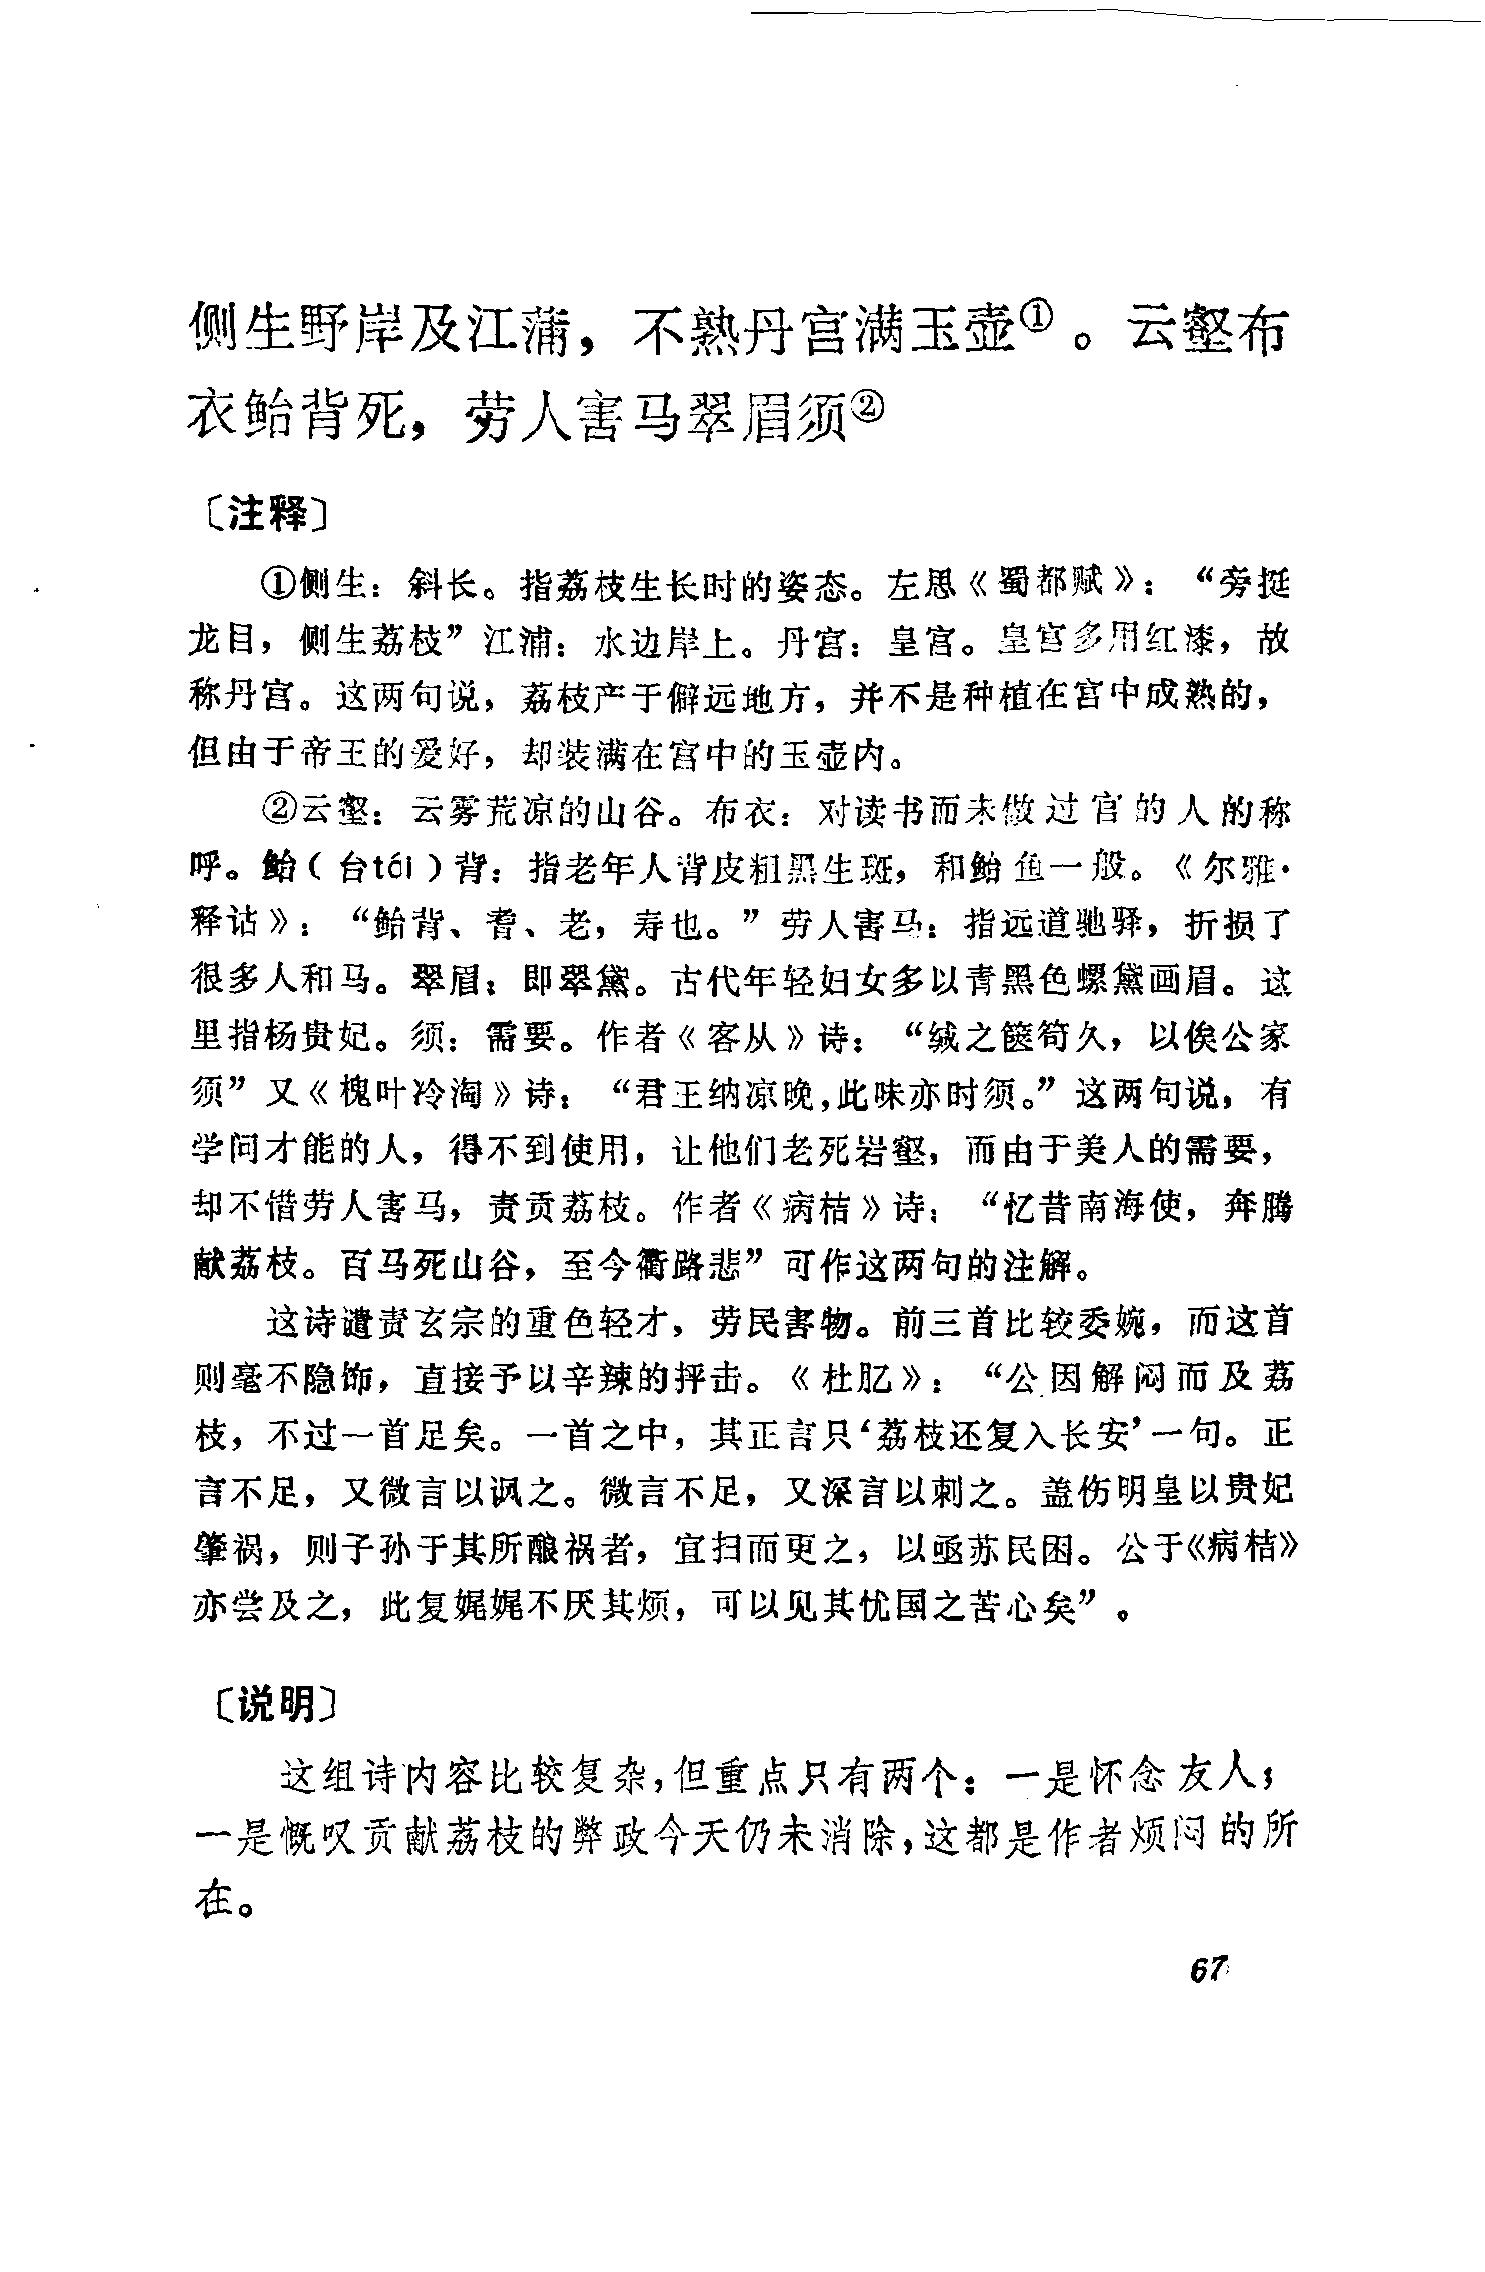 侧生野岸及江蒲，不熟丹宫满玉壶①。云壑布
衣鲐背死，劳人害马翠眉须②
〔注释〕
①侧生：斜长。指荔枝生长时的姿态。左思《蜀都赋》：“旁挺
龙目，侧生荔枝”江浦：水边岸上。丹宫：皇宫。皇宫多用红漆，故
称丹宫。这两句说，荔枝产于僻远地方，并不是种植在宫中成熟的，
但由于帝王的爱好，却装满在宫中的玉壶内。
②云壑：云雾荒凉的山谷。布衣：对读书而未做过官的人的称
呼。鲐（台tái）背：指老年人背皮粗黑生斑，和鲐鱼一般。《尔雅·
释诂》：“鲐背、耇、老，寿也。”劳人害马：指远道驰驿，折损了
很多人和马。翠眉：即翠黛。古代年轻妇女多以青黑色螺黛画眉。这
里指杨贵妃。须：需要。作者《客从》诗：“缄之箧笥久，以俟公家
须”又《槐叶冷淘》诗：“君王纳凉晚，此味亦时须。”这两句说，有
学问才能的人，得不到使用，让他们老死岩壑，而由于美人的需要，
却不惜劳人害马，责贡荔枝。作者《病桔》诗：“忆昔南海使，奔腾
献荔枝。百马死山谷，至今耆路悲”可作这两句的注解。
这诗谴责玄宗的重色轻才，劳民害物。前三首比较委婉，而这首
则毫不隐饰，直接予以辛辣的抨击。《杜肊》：“公因解闷而及荔
枝，不过一首足矣。一首之中，其正言只‘荔枝还复入长安’一句。正
言不足，又微言以讽之。微言不足，又深言以刺之。盖伤明皇以贵妃
肇祸，则子孙于其所酿祸者，宜扫而更之，以亟苏民困。公于《病桔》
亦尝及之，此复娓娓不厌其烦，可以见其忧国之苦心矣”。
〔说明〕
这组诗内容比较复杂，但重点只有两个：一是怀念友人；
一是慨叹贡献荔枝的弊政今天仍未消除，这都是作者烦闷的所
在。
67